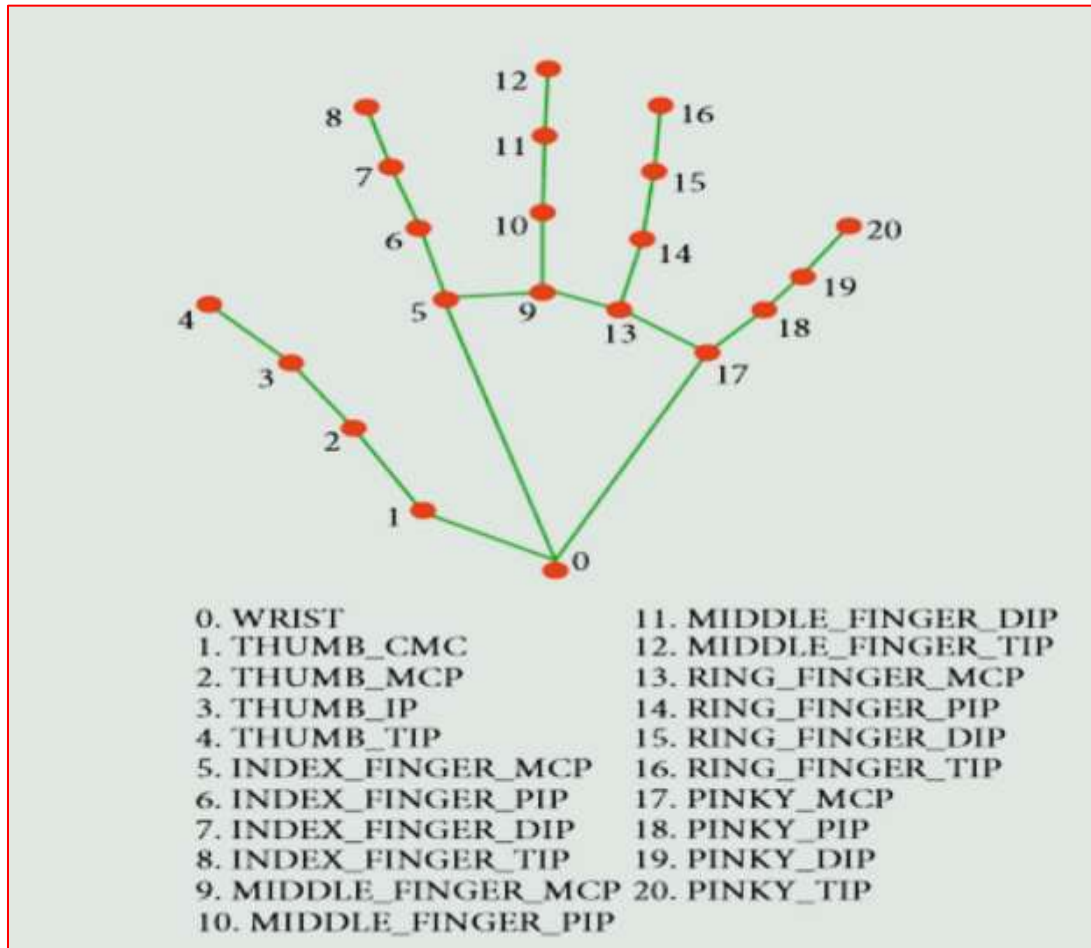 12
8
16
11
7
15
10
6
20
14
19
4
5
9
18
13
3
17
2
1
0
0. WRIST
1. THUMB_CMC
2. THUMB_MCP
3. THUMB_IP
4. THUMB_TIP
5. INDEX_FINGER_MCP
6. INDEX_FINGER_PIP
7. INDEX_FINGER_DIP
8. INDEX_FINGER_TIP
9. MIDDLE_FINGER_MCP
10. MIDDLE_FINGER_PIP
11. MIDDLE_FINGER_DIP
12. MIDDLE_FINGER_TIP
13. RING_FINGER_MCP
14. RING_FINGER_PIP
15. RING_FINGER_DIP
16. RING_FINGER_TIP
17. PINKY_MCP
18. PINKY_PIP
19. PINKY_DIP
20. PINKY_TIP